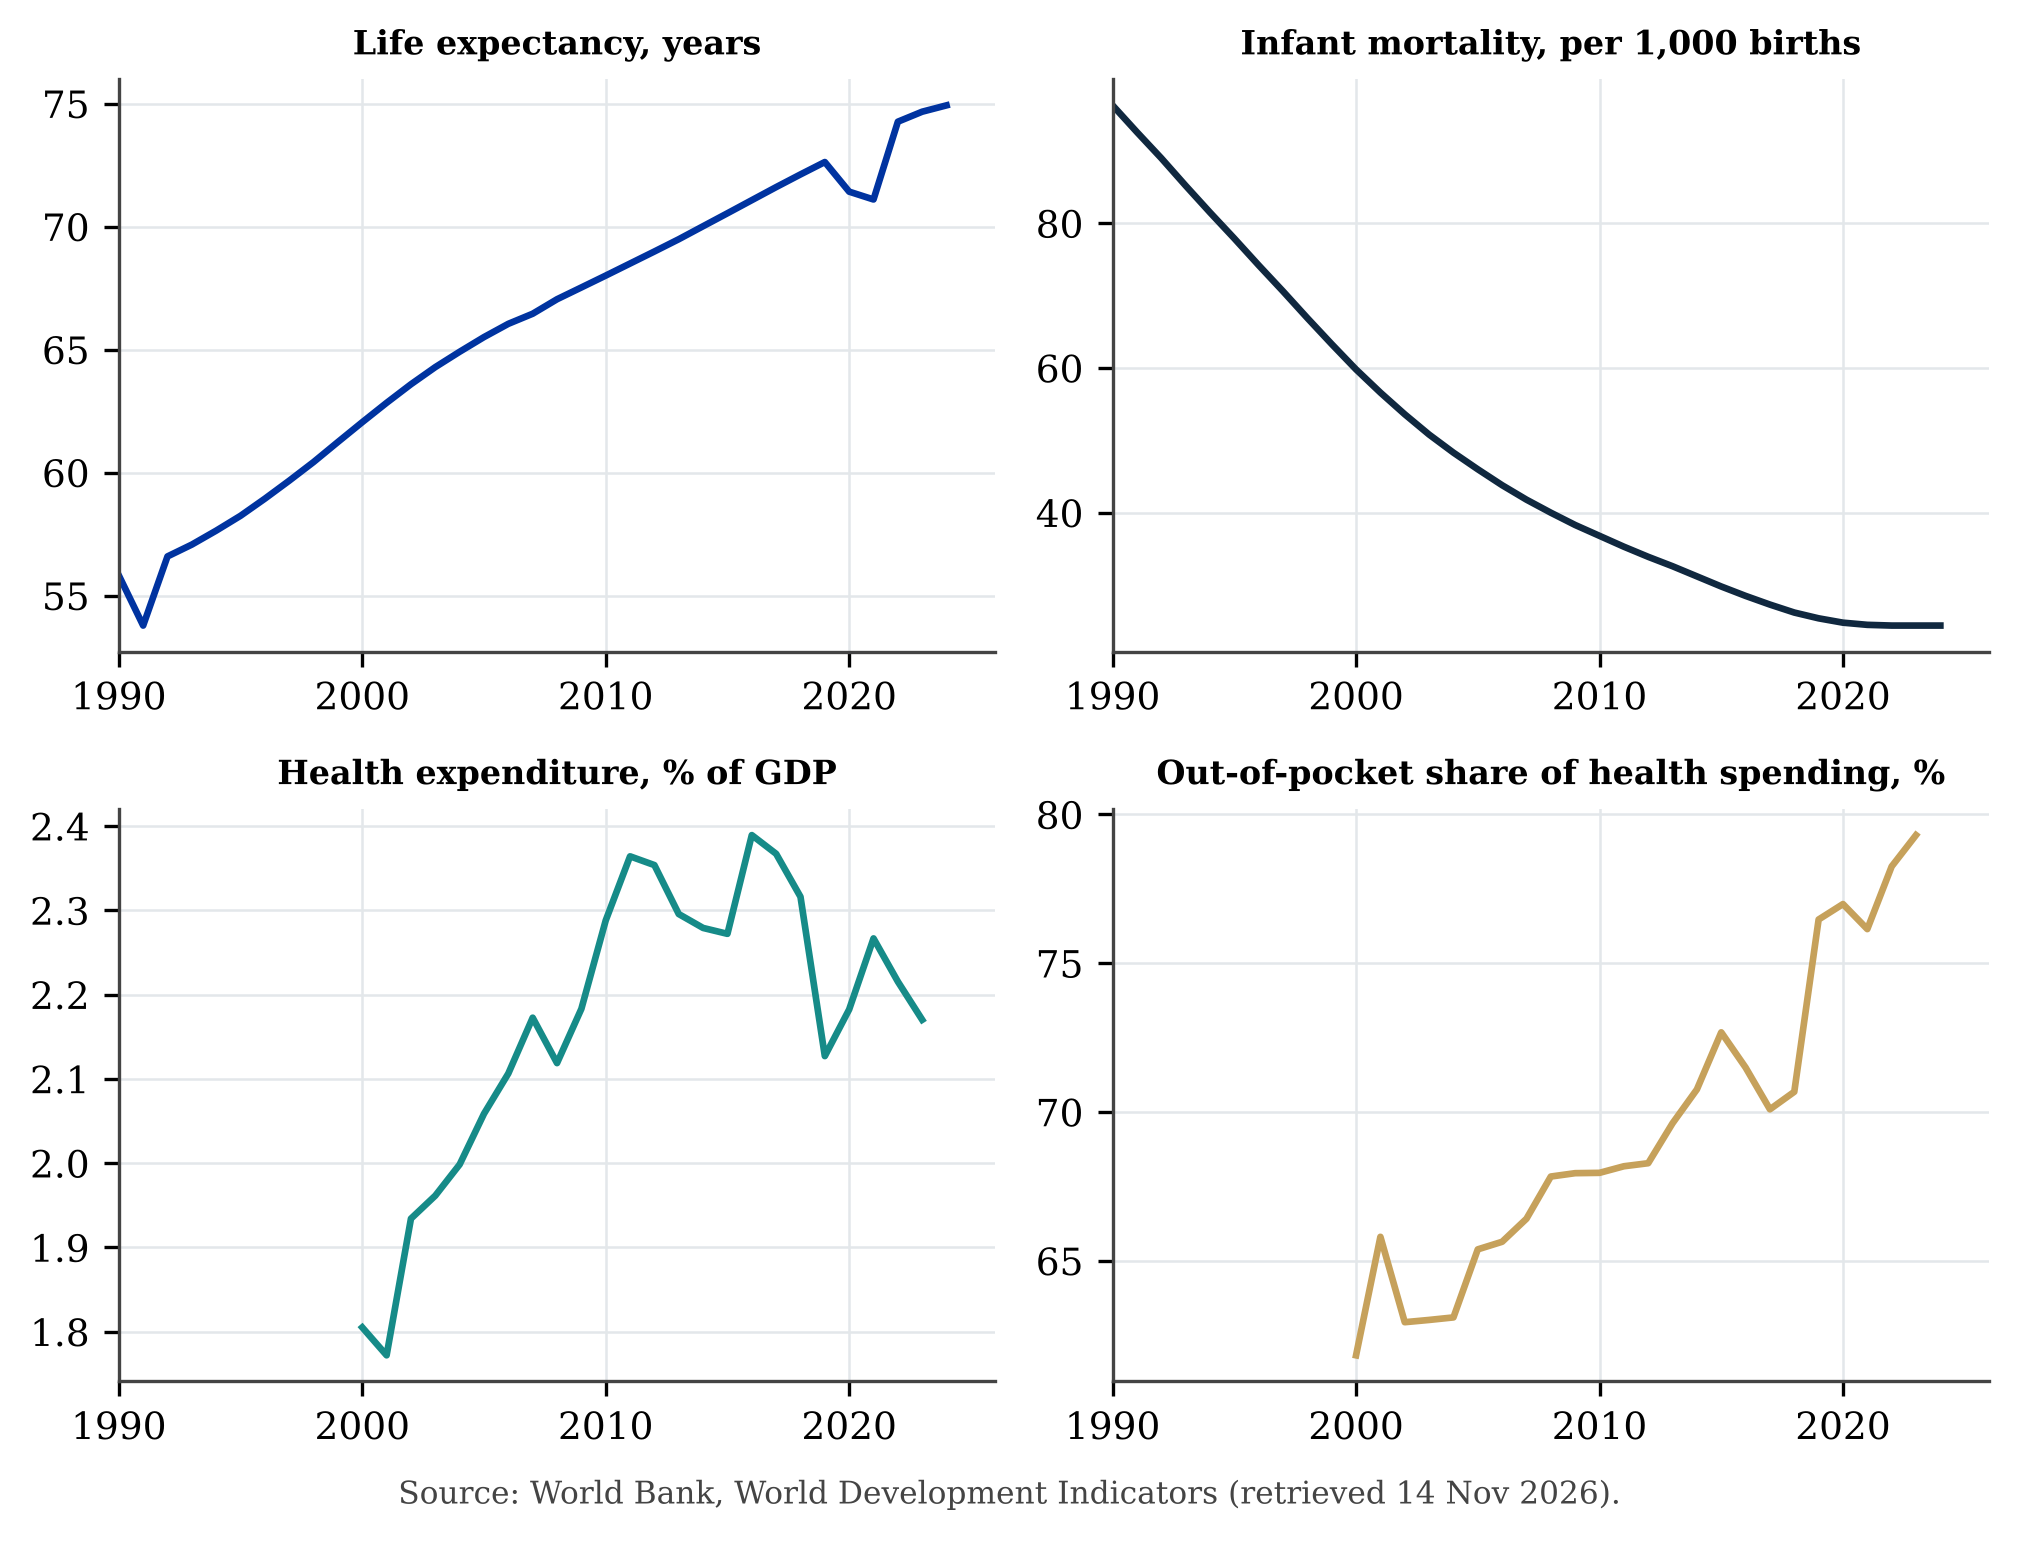 Life expectancy, years
75
70
65
60
55
1990 2000 2010 2020
Infant mortality, per 1,000 births
80
60
40
1990 2000 2010 2020
Health expenditure, % of GDP
2.4
2.3
2.2
2.1
2.0
1.9
1.8
1990 2000 2010 2020
Out-of-pocket share of health spending, %
80
75
70
65
1990 2000 2010 2020
Source: World Bank, World Development Indicators (retrieved 14 Nov 2026).